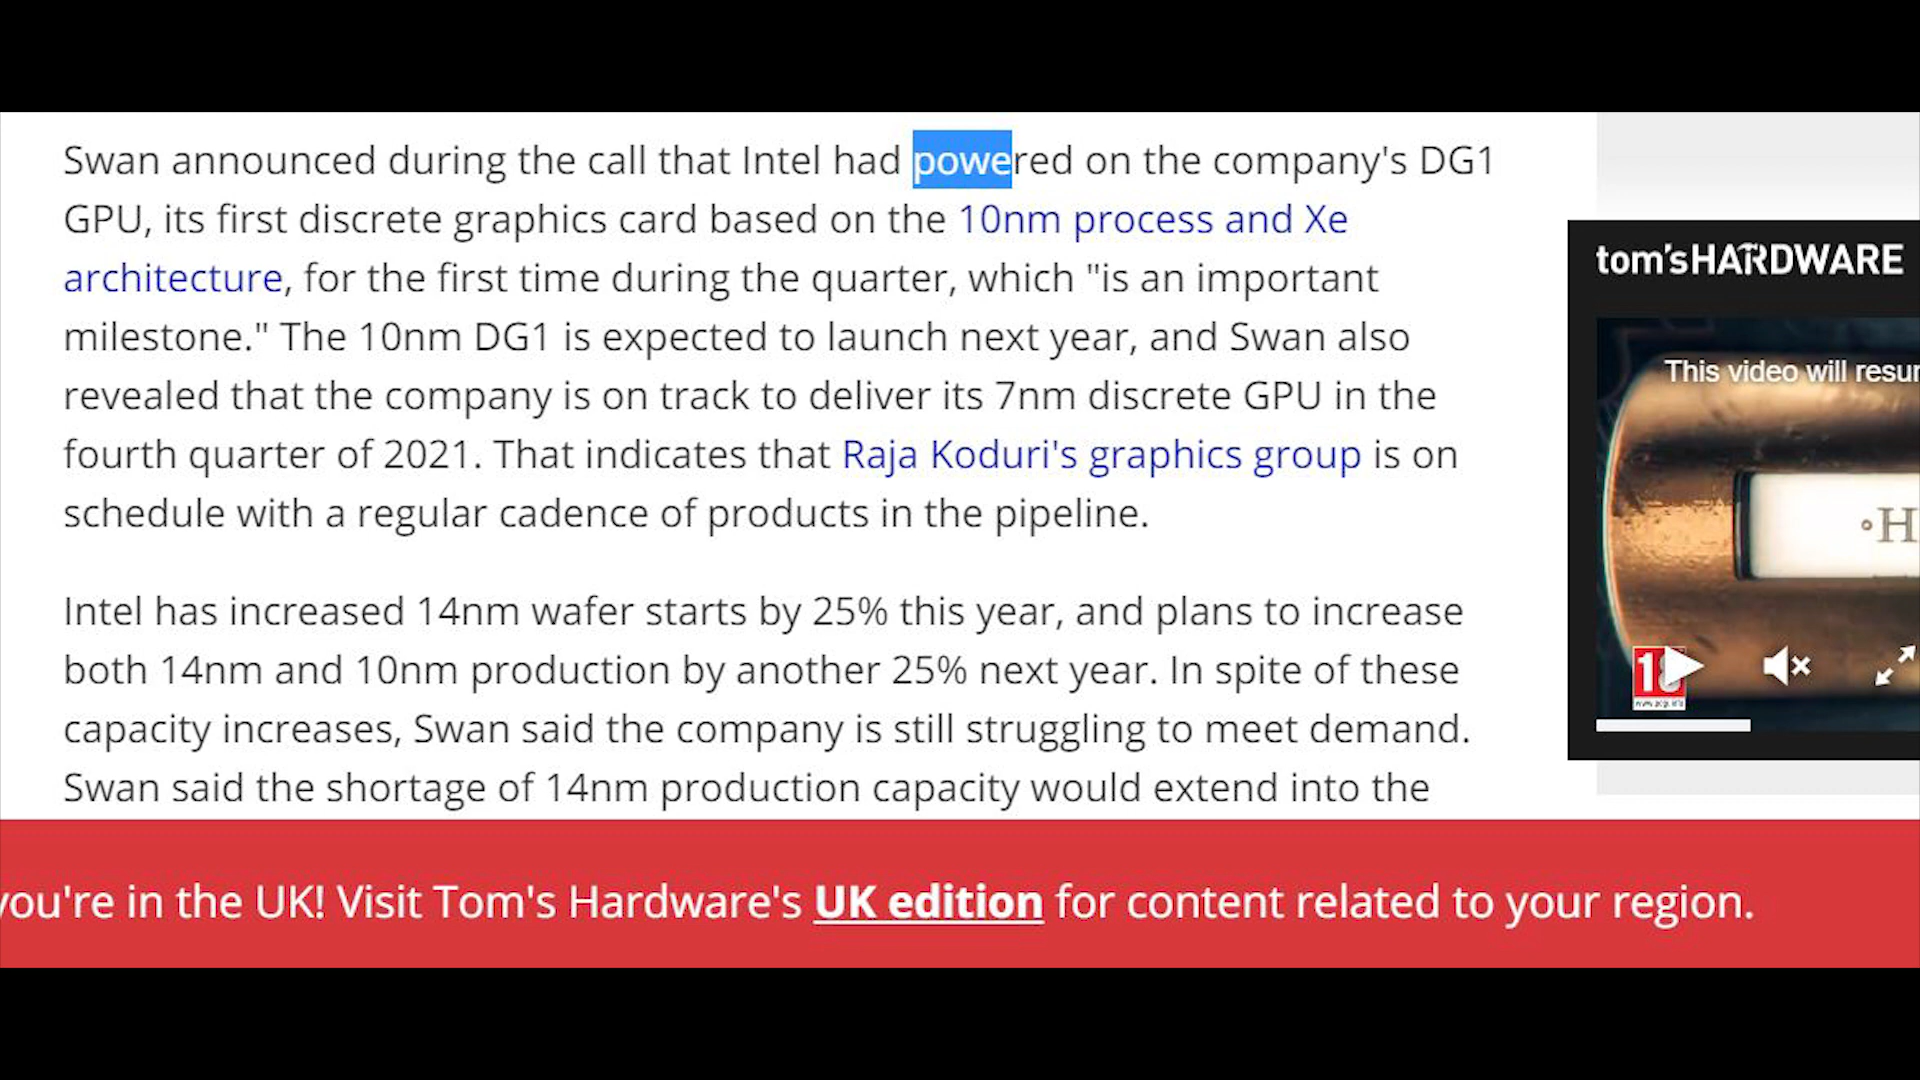 Swan announced during the call that Intel had powered on the company's DG1
GPU, its first discrete graphics card based on the 10nm process and Xe
architecture, for the first time during the quarter, which "is an important
milestone." The 10nm DG1 is expected to launch next year, and Swan also
revealed that the company is on track to deliver its 7nm discrete GPU in the
fourth quarter of 2021. That indicates that Raja Koduri's graphics group is on
schedule with a regular cadence of products in the pipeline.
Intel has increased 14nm wafer starts by 25% this year, and plans to increase
both 14nm and 10nm production by another 25% next year. In spite of these
capacity increases, Swan said the company is still struggling to meet demand.
Swan said the shortage of 14nm production capacity would extend into the
tom'sHARDWARE
This video will resu
°H
18
you're in the UK! Visit Tom's Hardware's UK edition for content related to your region.